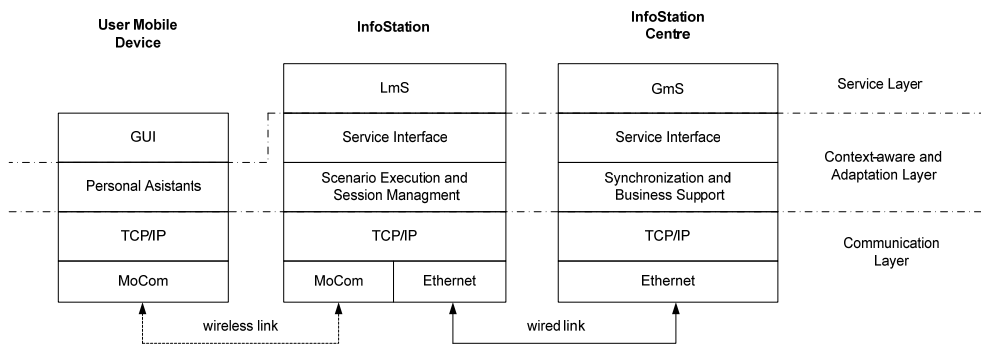 User Mobile
Device
InfoStation
InfoStation
Centre
LmS
GmS
Service Layer
GUI
Service Interface
Service Interface
Context-aware and
Adaptation Layer
Personal Asistants
Scenario Execution and
Session Managment
Synchronization and
Business Support
TCP/IP
TCP/IP
TCP/IP
Communication
Layer
MoCom
MoCom
Ethernet
Ethernet
wireless link
wired link